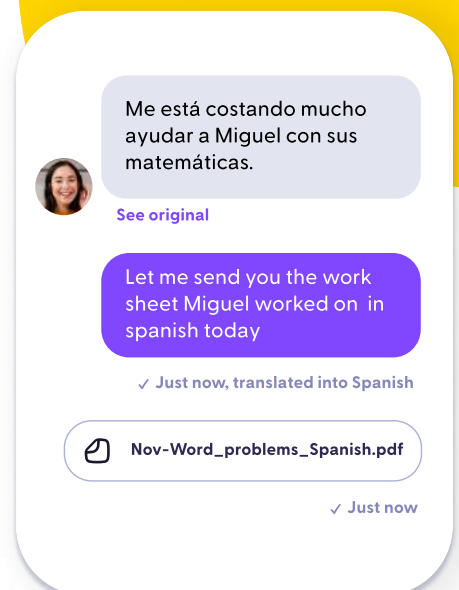 Me está costando mucho
ayudar a Miguel con sus
matemáticas.
See original
Let me send you the work
sheet Miguel worked on  in
spanish today
✓ Just now, translated into Spanish
Nov-Word_problems_Spanish.pdf
✓ Just now